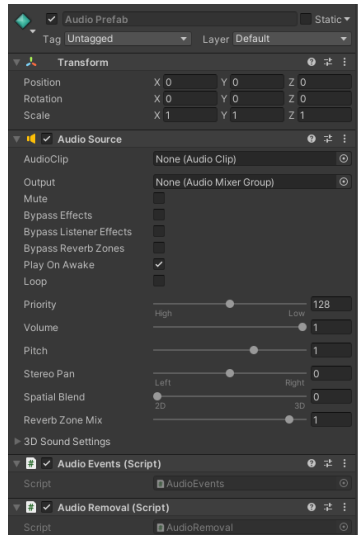 Audio Prefab Static
Tag Untagged Layer Default
Transform
Position X 0 Y 0 Z 0
Rotation X 0 Y 0 Z 0
Scale X 1 Y 1 Z 1
Audio Source
AudioClip None (Audio Clip)
Output None (Audio Mixer Group)
Mute
Bypass Effects
Bypass Listener Effects
Bypass Reverb Zones
Play On Awake
Loop
Priority 128
High Low
Volume 1
Pitch 1
Stereo Pan 0
Left Right
Spatial Blend 0
2D 3D
Reverb Zone Mix 1
3D Sound Settings
# Audio Events (Script)
Script AudioEvents
# Audio Removal (Script)
Script AudioRemoval